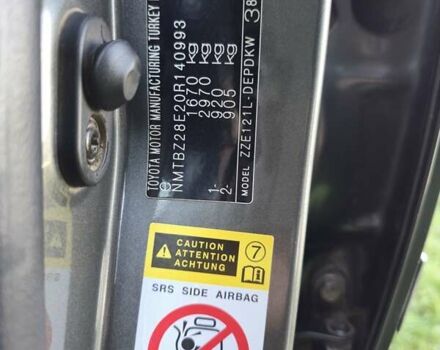 TOYOTA MOTOR MANUFACTURING TURKEY
NMTBZ28E20R140993
1670 kg
2970 kg
1- 920 kg
2- 905 kg
MODEL ZZE121L-DEPDKW
CAUTION
ATTENTION
ACHTUNG
7
SRS SIDE AIRBAG